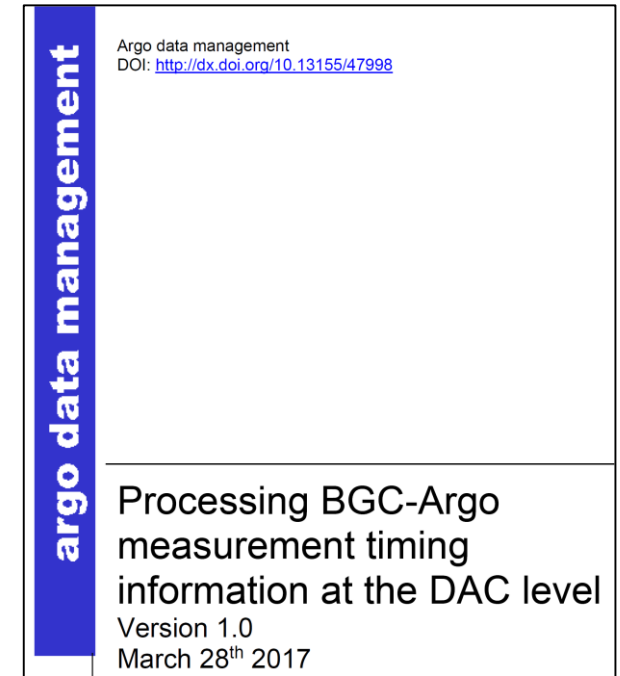 argo data management
Argo data management
DOI: http://dx.doi.org/10.13155/47998
Processing BGC-Argo
measurement timing
information at the DAC level
Version 1.0
March 28th 2017